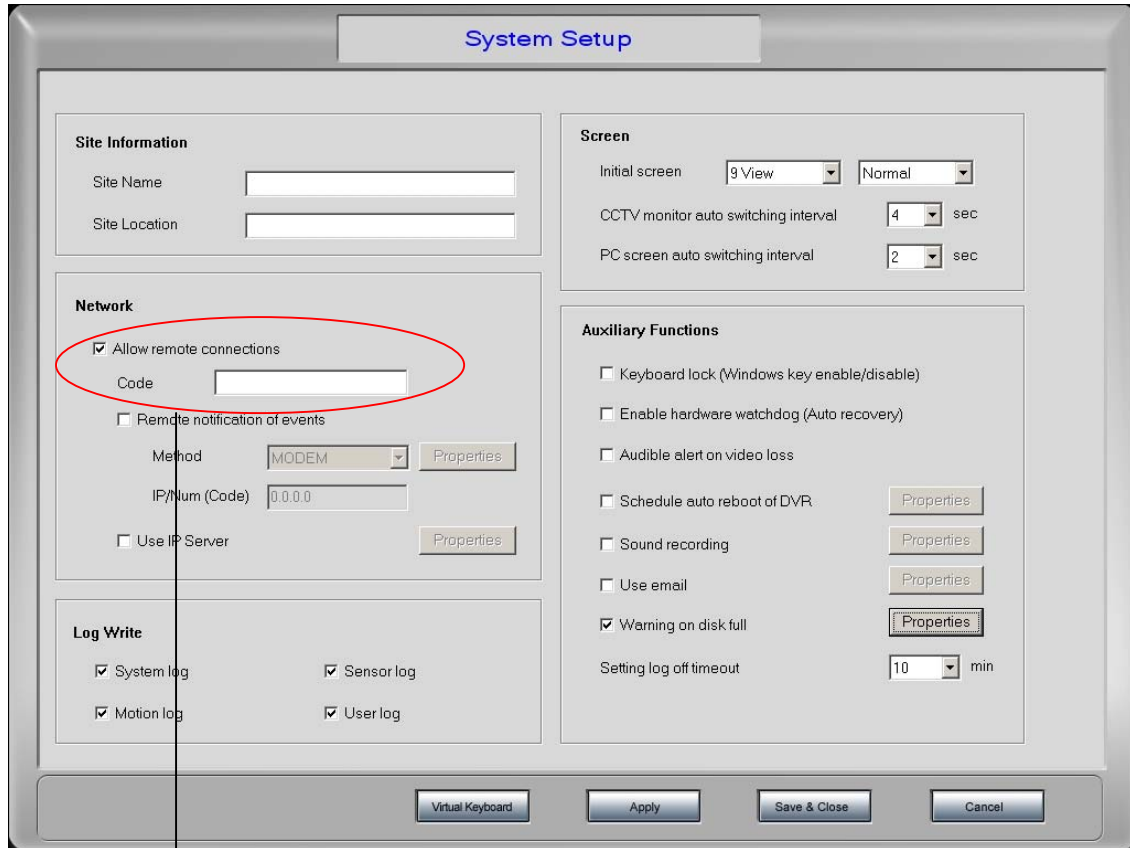 System Setup
Site Information
Site Name
Site Location
Network
Allow remote connections
Code
Remote notification of events
Method MODEM Properties
IP/Num (Code) 0.0.0.0
Use IP Server Properties
Log Write
System log Sensor log
Motion log User log
Screen
Initial screen 9 View Normal
CCTV monitor auto switching interval 4 sec
PC screen auto switching interval 2 sec
Auxiliary Functions
Keyboard lock (Windows key enable/disable)
Enable hardware watchdog (Auto recovery)
Audible alert on video loss
Schedule auto reboot of DVR Properties
Sound recording Properties
Use email Properties
Warning on disk full Properties
Setting log off timeout 10 min
Virtual Keyboard Apply Save & Close Cancel